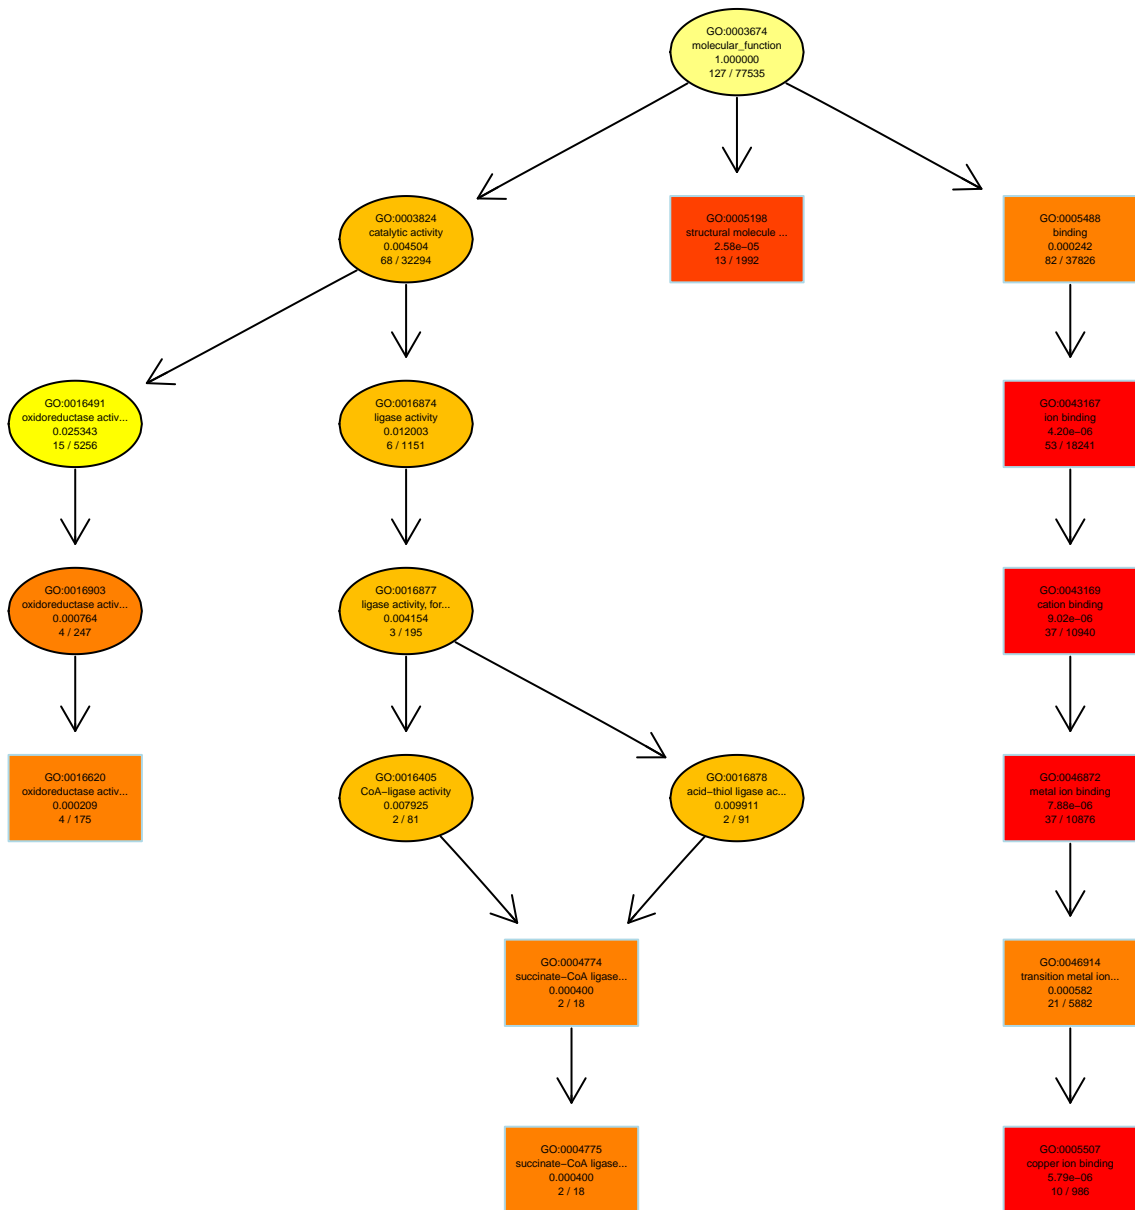 GO:0003674
molecular_function
1.000000
127 / 77535
GO:0003824
catalytic activity
0.004504
68 / 32294
GO:0005198
structural molecule ...
2.58e−05
13 / 1992
GO:0005488
binding
0.000242
82 / 37826
GO:0016491
oxidoreductase activ...
0.025343
15 / 5256
GO:0016874
ligase activity
0.012003
6 / 1151
GO:0043167
ion binding
4.20e−06
53 / 18241
GO:0016903
oxidoreductase activ...
0.000764
4 / 247
GO:0016877
ligase activity, for...
0.004154
3 / 195
GO:0043169
cation binding
9.02e−06
37 / 10940
GO:0016620
oxidoreductase activ...
0.000209
4 / 175
GO:0016405
CoA−ligase activity
0.007925
2 / 81
GO:0016878
acid−thiol ligase ac...
0.009911
2 / 91
GO:0046872
metal ion binding
7.88e−06
37 / 10876
GO:0004774
succinate−CoA ligase...
0.000400
2 / 18
GO:0046914
transition metal ion...
0.000582
21 / 5882
GO:0004775
succinate−CoA ligase...
0.000400
2 / 18
GO:0005507
copper ion binding
5.79e−06
10 / 986